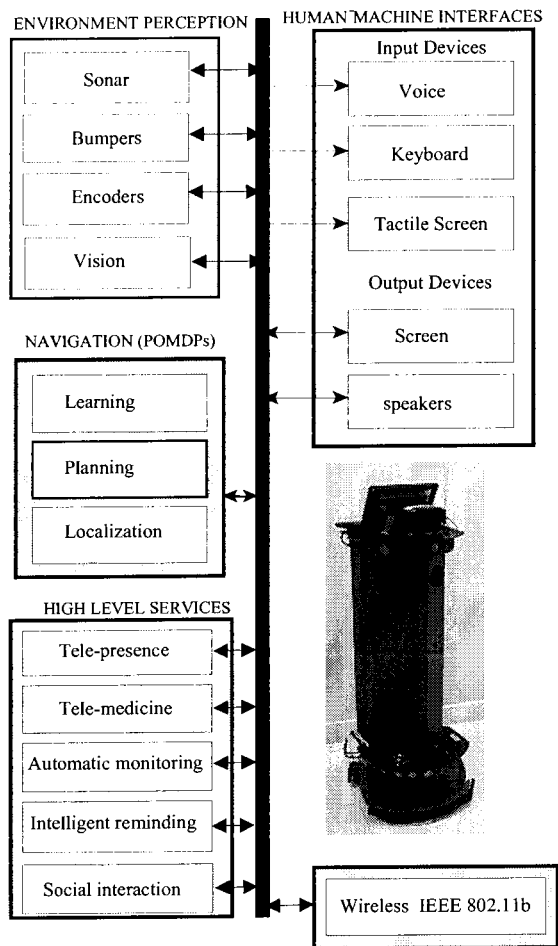 ENVIRONMENT PERCEPTION
Sonar
Bumpers
Encoders
Vision
NAVIGATION (POMDPs)
Learning
Planning
Localization
HIGH LEVEL SERVICES
Tele-presence
Tele-medicine
Automatic monitoring
Intelligent reminding
Social interaction
HUMAN MACHINE INTERFACES
Input Devices
Voice
Keyboard
Tactile Screen
Output Devices
Screen
speakers
Wireless IEEE 802.11b